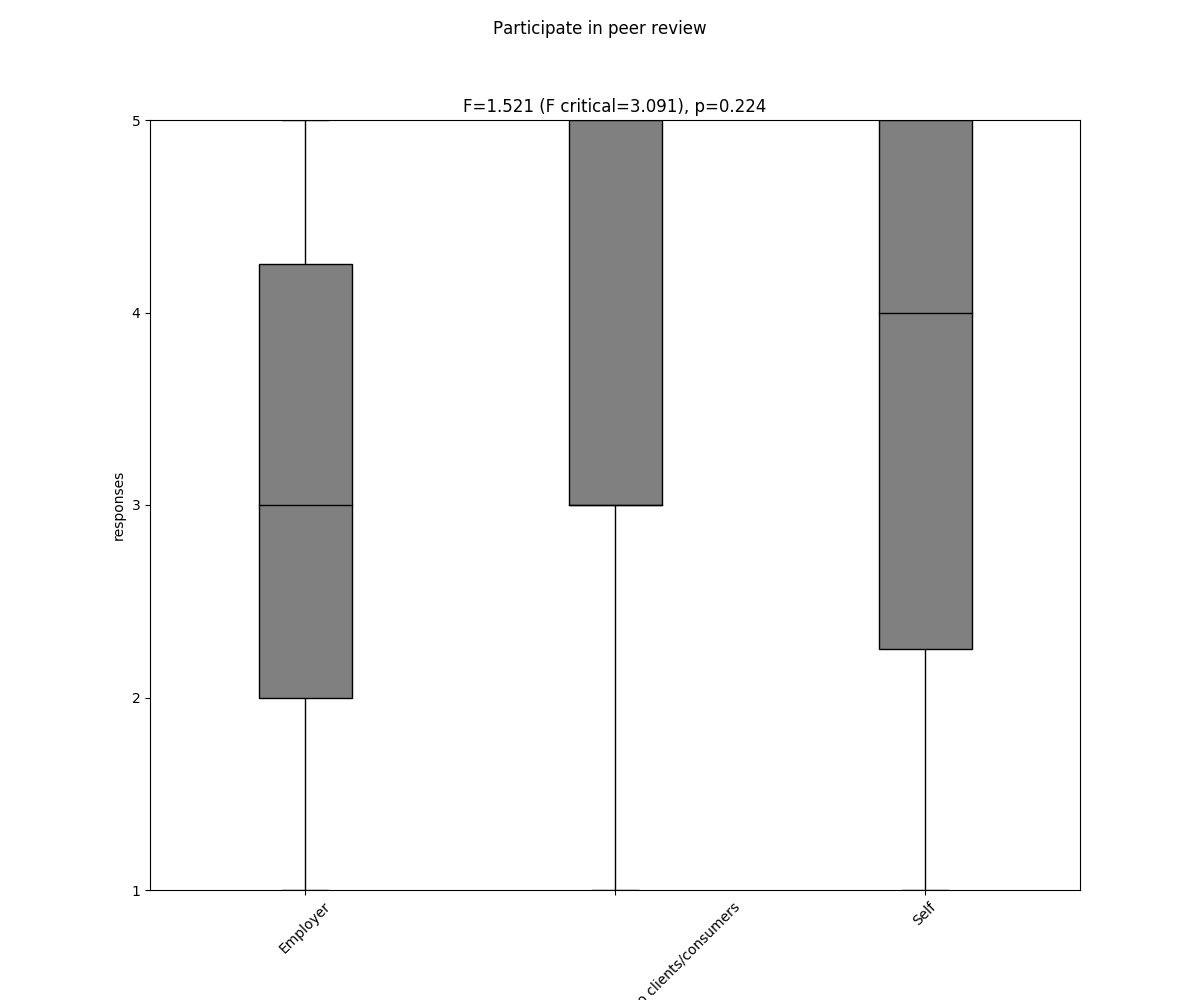 Participate in peer review
F=1.521 (F critical=3.091), p=0.224
5
4
3
2
1
responses
Employer
clients/consumers
Self